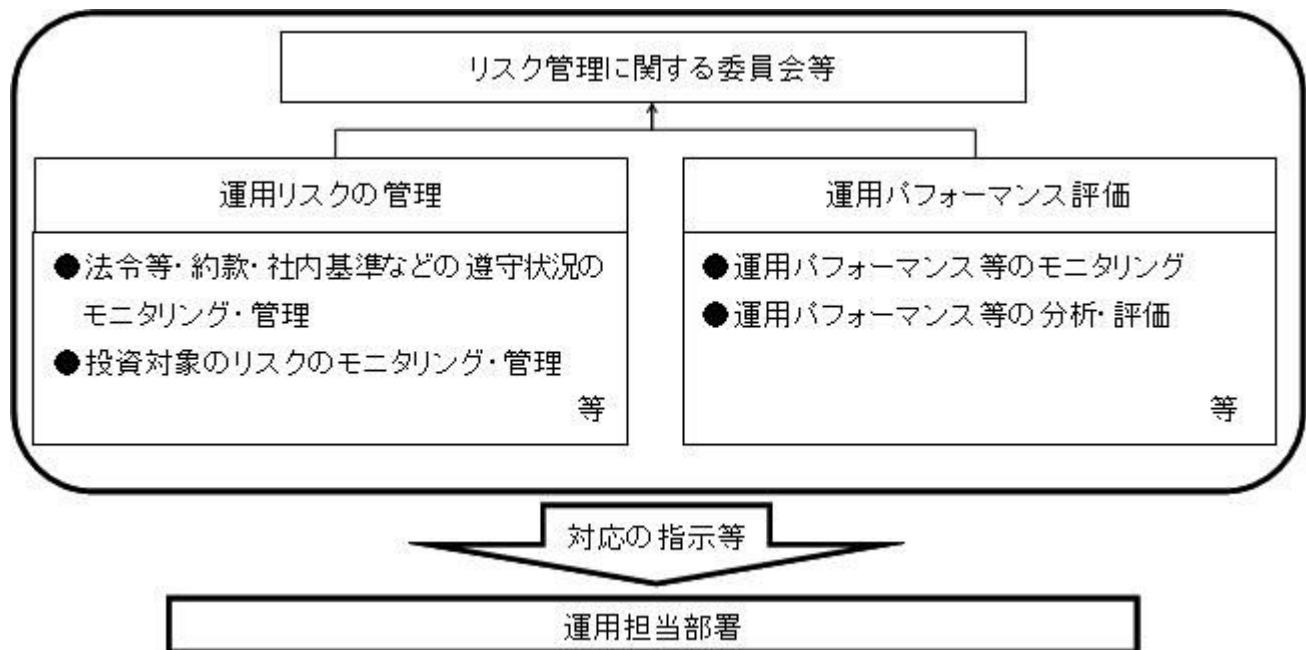 リスク管理に関する委員会等
運用リスクの管理
●法令等・約款・社内基準などの遵守状況の
モニタリング・管理
●投資対象のリスクのモニタリング・管理
等
運用パフォーマンス評価
●運用パフォーマンス等のモニタリング
●運用パフォーマンス等の分析・評価
等
対応の指示等
運用担当部署